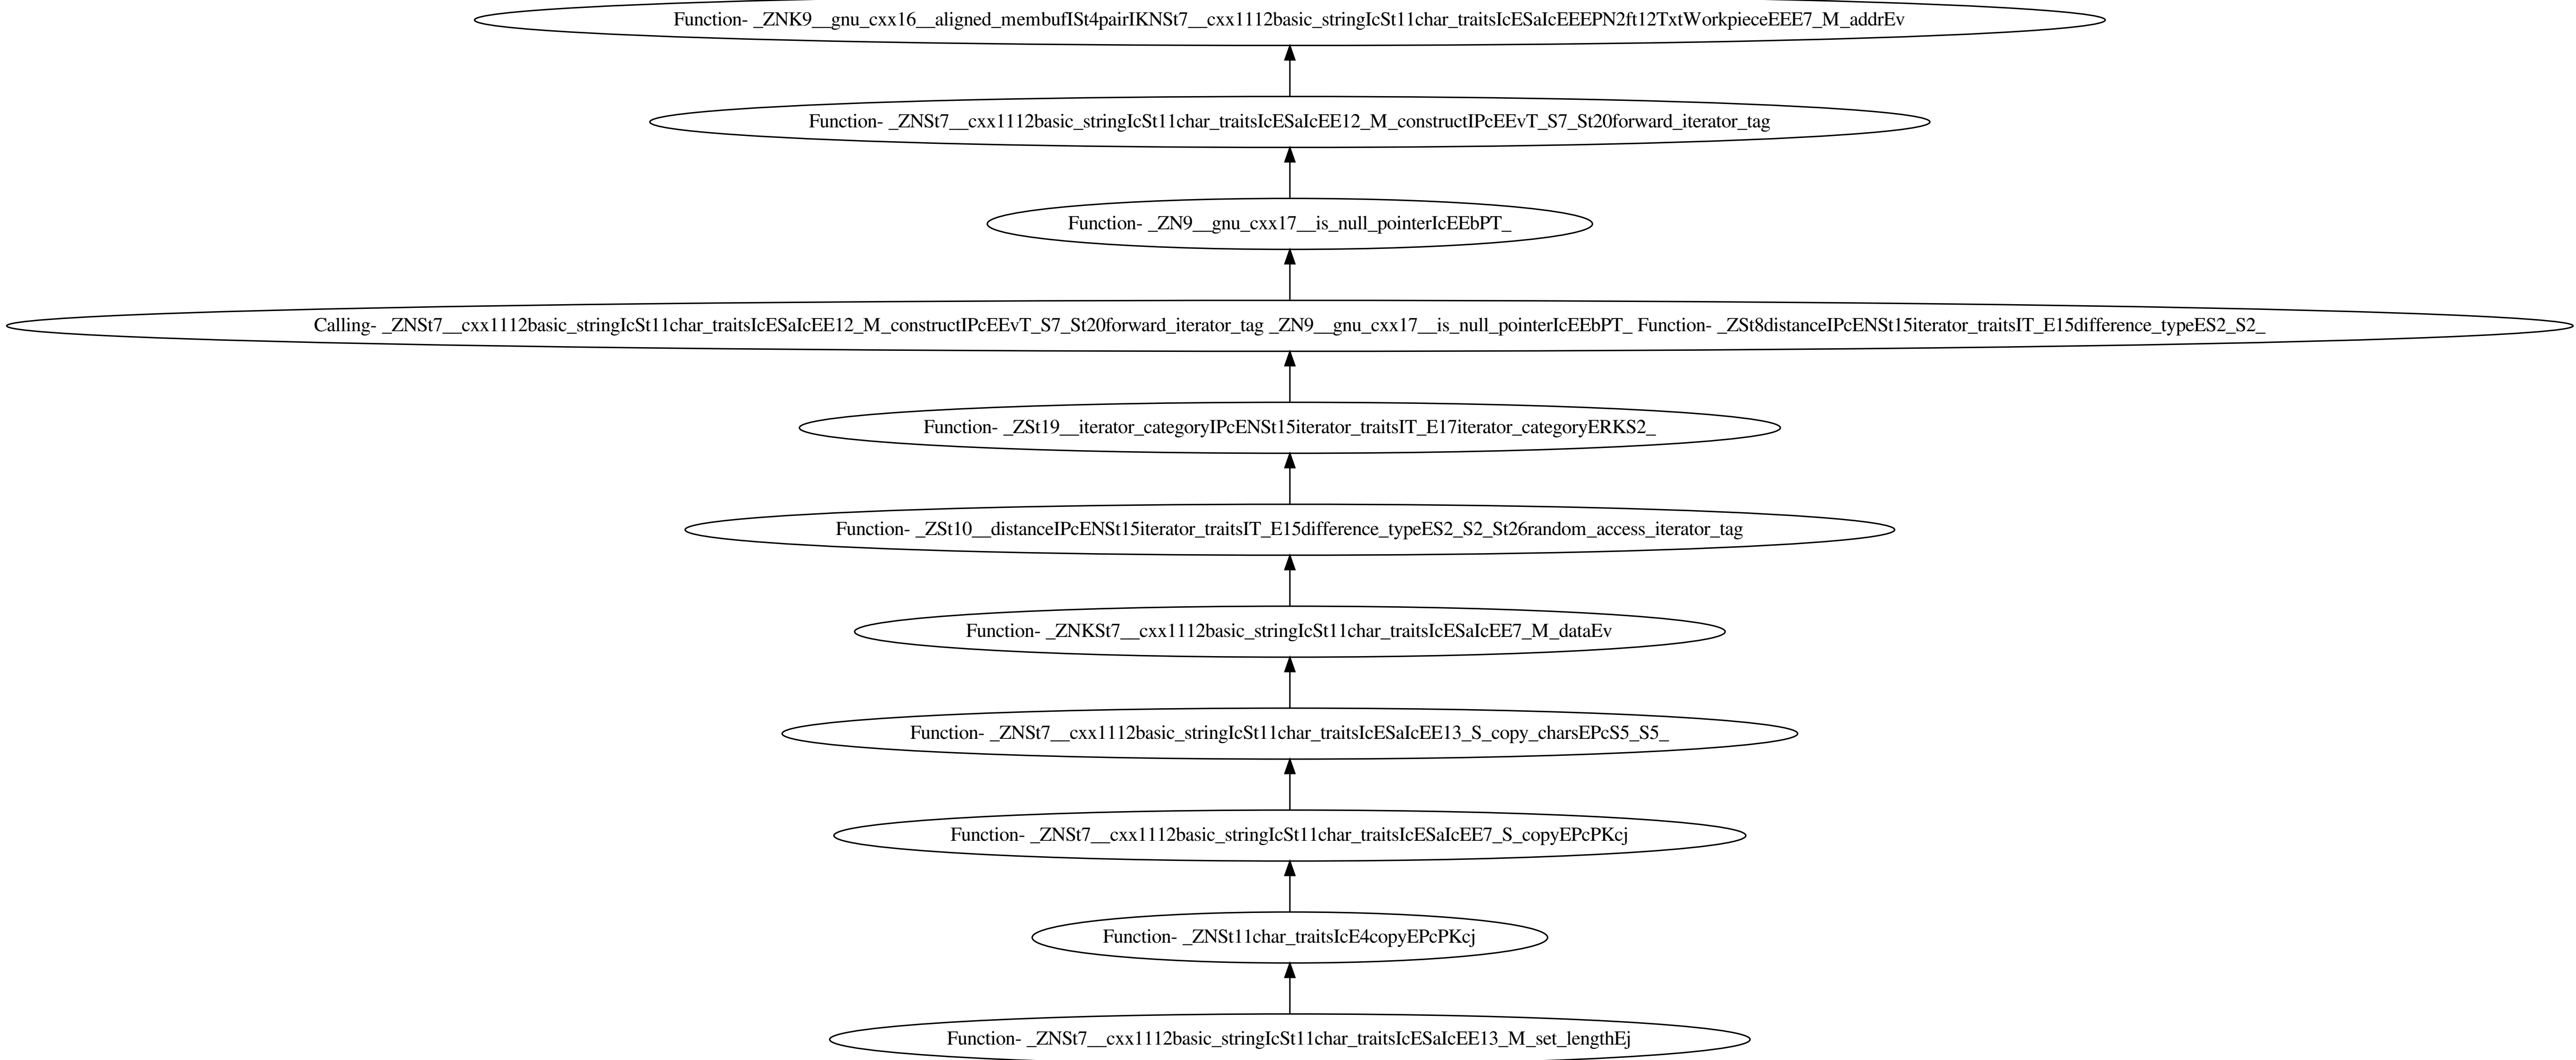 Function- _ZNK9__gnu_cxx16__aligned_membufISt4pairIKNSt7__cxx1112basic_stringIcSt11char_traitsIcESaIcEEEPN2ft12TxtWorkpieceEEE7_M_addrEv
Function- _ZNSt7__cxx1112basic_stringIcSt11char_traitsIcESaIcEE12_M_constructIPcEEvT_S7_St20forward_iterator_tag
Function- _ZN9__gnu_cxx17__is_null_pointerIcEEbPT_
Calling- _ZNSt7__cxx1112basic_stringIcSt11char_traitsIcESaIcEE12_M_constructIPcEEvT_S7_St20forward_iterator_tag _ZN9__gnu_cxx17__is_null_pointerIcEEbPT_ Function- _ZSt8distanceIPcENSt15iterator_traitsIT_E15difference_typeES2_S2_
Function- _ZSt19__iterator_categoryIPcENSt15iterator_traitsIT_E17iterator_categoryERKS2_
Function- _ZSt10__distanceIPcENSt15iterator_traitsIT_E15difference_typeES2_S2_St26random_access_iterator_tag
Function- _ZNKSt7__cxx1112basic_stringIcSt11char_traitsIcESaIcEE7_M_dataEv
Function- _ZNSt7__cxx1112basic_stringIcSt11char_traitsIcESaIcEE13_S_copy_charsEPcS5_S5_
Function- _ZNSt7__cxx1112basic_stringIcSt11char_traitsIcESaIcEE7_S_copyEPcPKcj
Function- _ZNSt11char_traitsIcE4copyEPcPKcj
Function- _ZNSt7__cxx1112basic_stringIcSt11char_traitsIcESaIcEE13_M_set_lengthEj